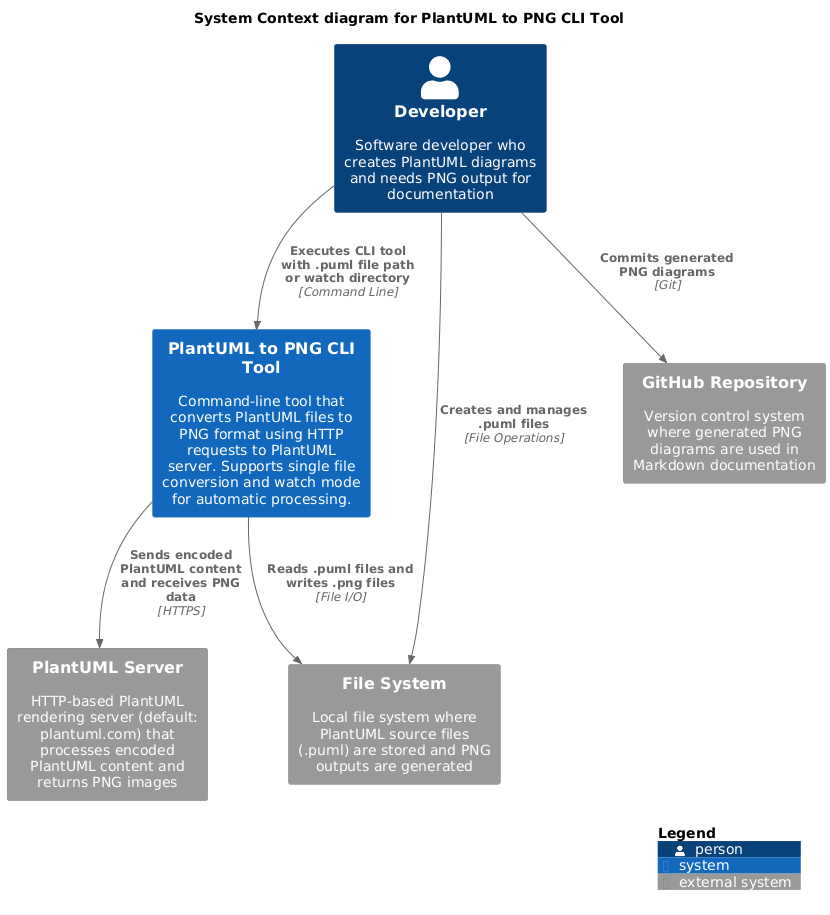 System Context diagram for PlantUML to PNG CLI Tool
Developer
Software developer who
creates PlantUML diagrams
and needs PNG output for
documentation
Executes CLI tool
with .puml file path
or watch directory
[Command Line]
Commits generated
PNG diagrams
[Git]
PlantUML to PNG CLI
Tool
Command-line tool that
converts PlantUML files to
PNG format using HTTP
requests to PlantUML
server. Supports single file
conversion and watch mode
for automatic processing.
GitHub Repository
Version control system
where generated PNG
diagrams are used in
Markdown documentation
Creates and manages
.puml files
[File Operations]
Sends encoded
PlantUML content
and receives PNG
data
[HTTPS]
Reads .puml files and
writes .png files
[File I/O]
PlantUML Server
HTTP-based PlantUML
rendering server (default:
plantuml.com) that
processes encoded
PlantUML content and
returns PNG images
File System
Local file system where
PlantUML source files
(.puml) are stored and PNG
outputs are generated
Legend
person
system
external system